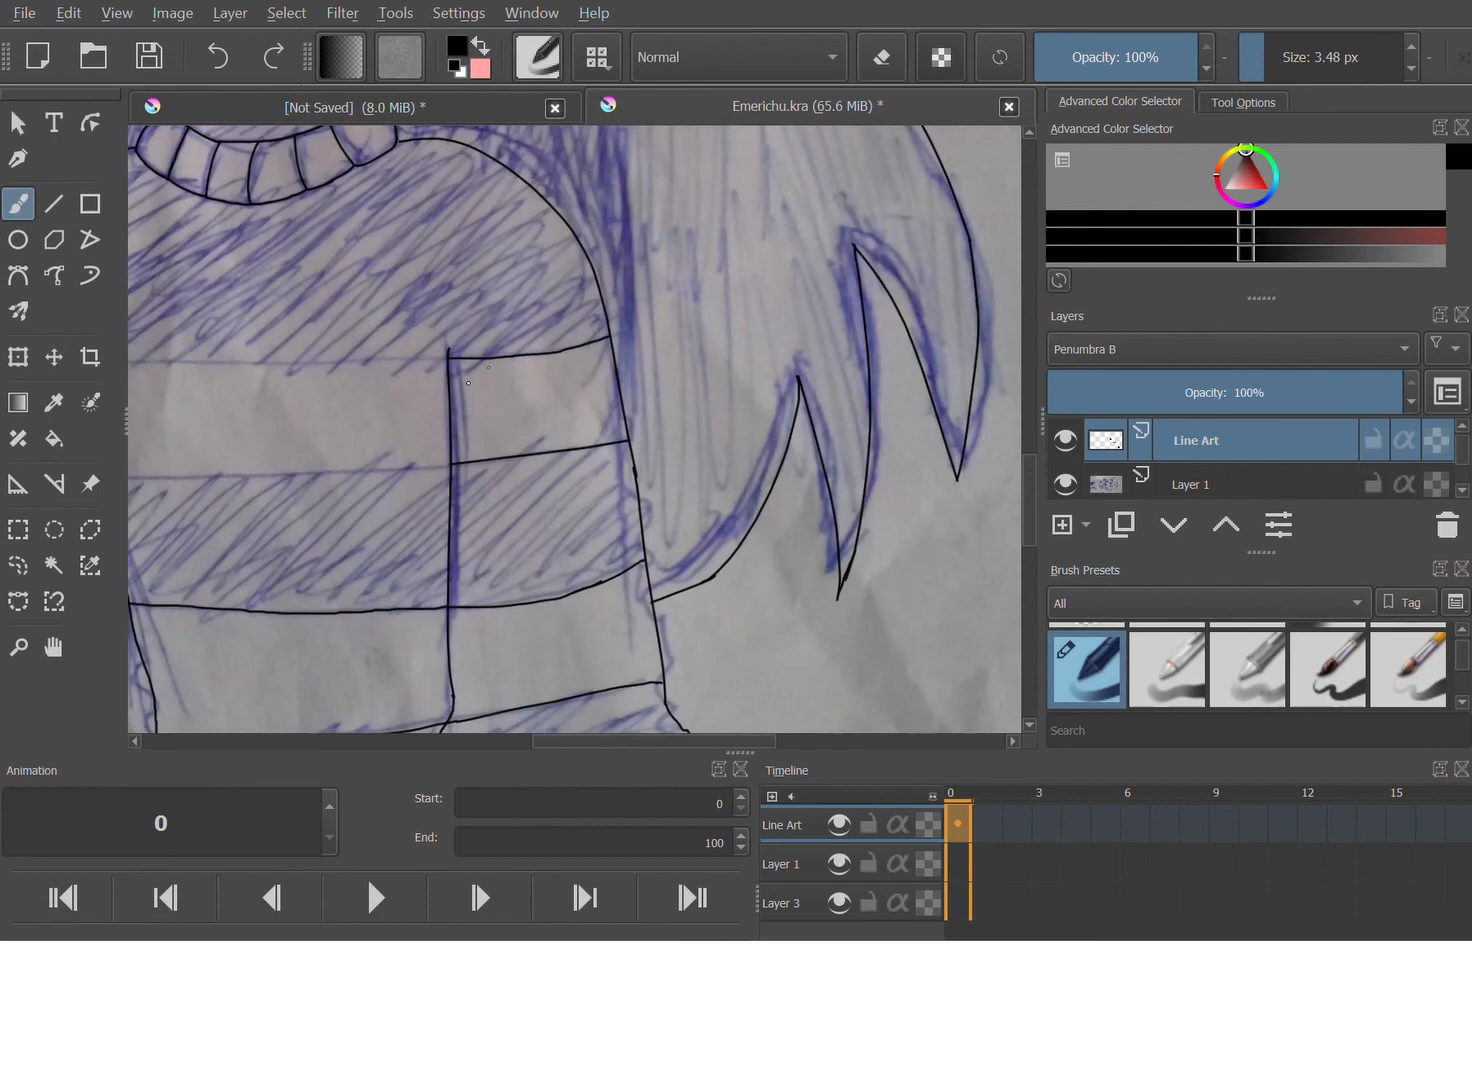 File Edit View Image Layer Select Filter Tools Settings Window Help
Normal
Opacity: 100%
Size: 3.48 px
[Not Saved] (8.0 MiB) *
Emerichu.kra (65.6 MiB) *
Advanced Color Selector
Tool Options
Advanced Color Selector
Layers
Penumbra B
Opacity: 100%
Line Art
Layer 1
Brush Presets
All
Tag
Search
Animation
0
Start:
0
End:
100
Timeline
0 3 6 9 12 15
Line Art
Layer 1
Layer 3